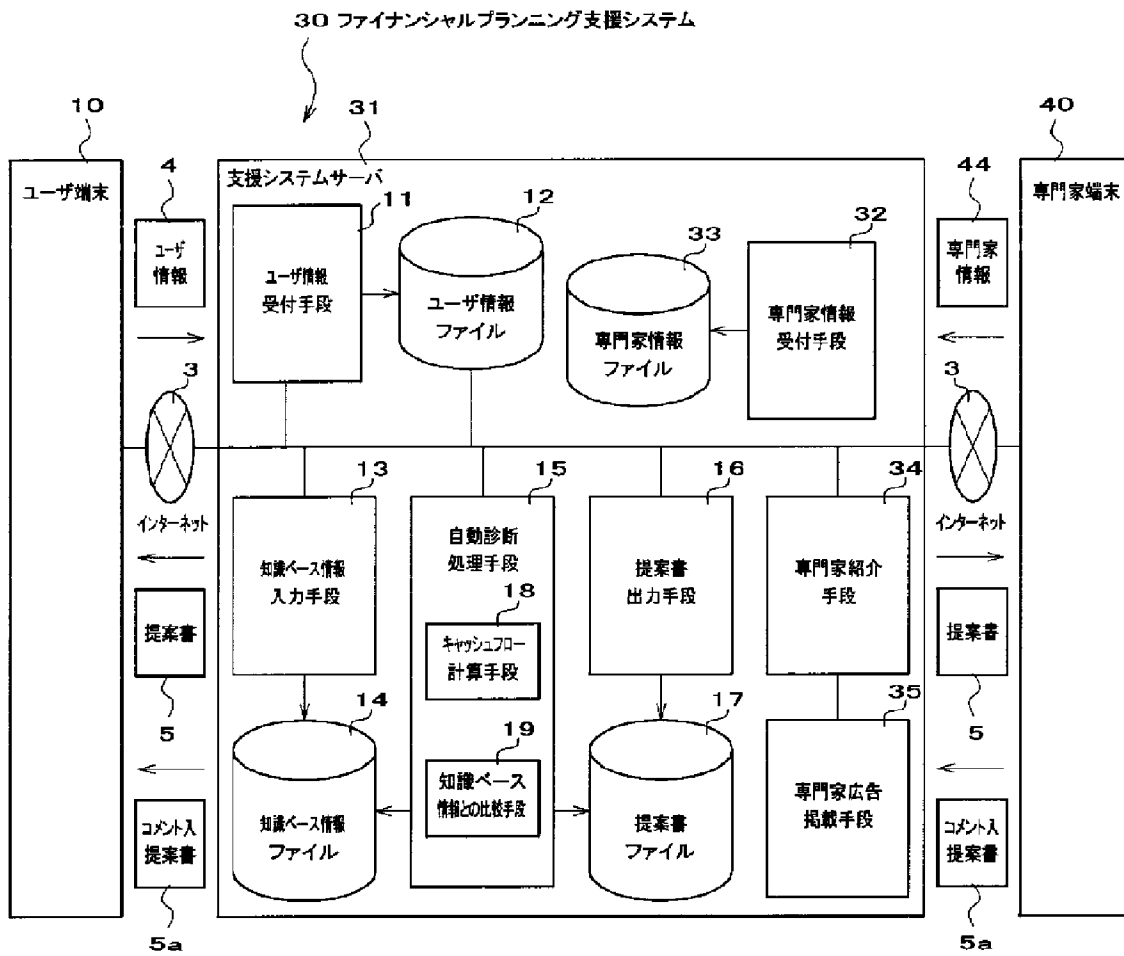 30 ファイナンシャルプランニング支援システム
10
31
40
ユーザ端末
4
ユーザ
情報
支援システムサーバ
11
ユーザ情報
受付手段
12
ユーザ情報
ファイル
33
専門家情報
ファイル
32
専門家情報
受付手段
44
専門家
情報
専門家端末
3
インターネット
3
インターネット
13
知識ベース情報
入力手段
15
自動診断
処理手段
18
キャッシュフロー
計算手段
19
知識ベース
情報との比較手段
16
提案書
出力手段
34
専門家紹介
手段
提案書
5
提案書
5
14
知識ベース情報
ファイル
17
提案書
ファイル
35
専門家広告
掲載手段
コメント入
提案書
5a
コメント入
提案書
5a